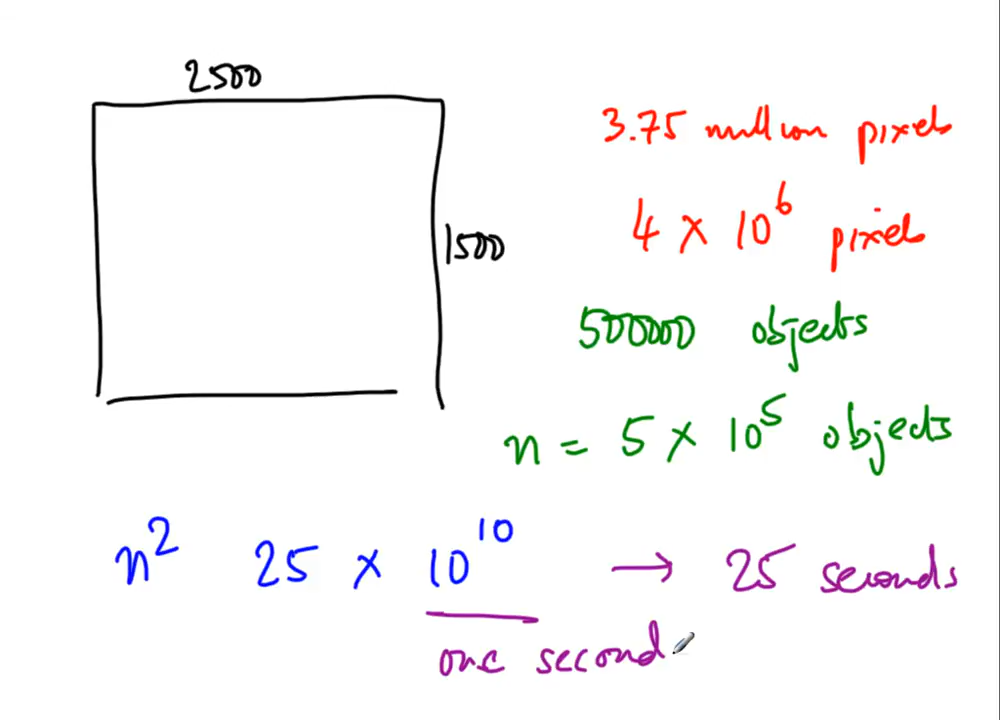 2500
1500
3.75 million pixels
4 × 10^6 pixels
500000 objects
n = 5 × 10^5 objects
n^2 25 × 10^10 → 25 seconds
one second